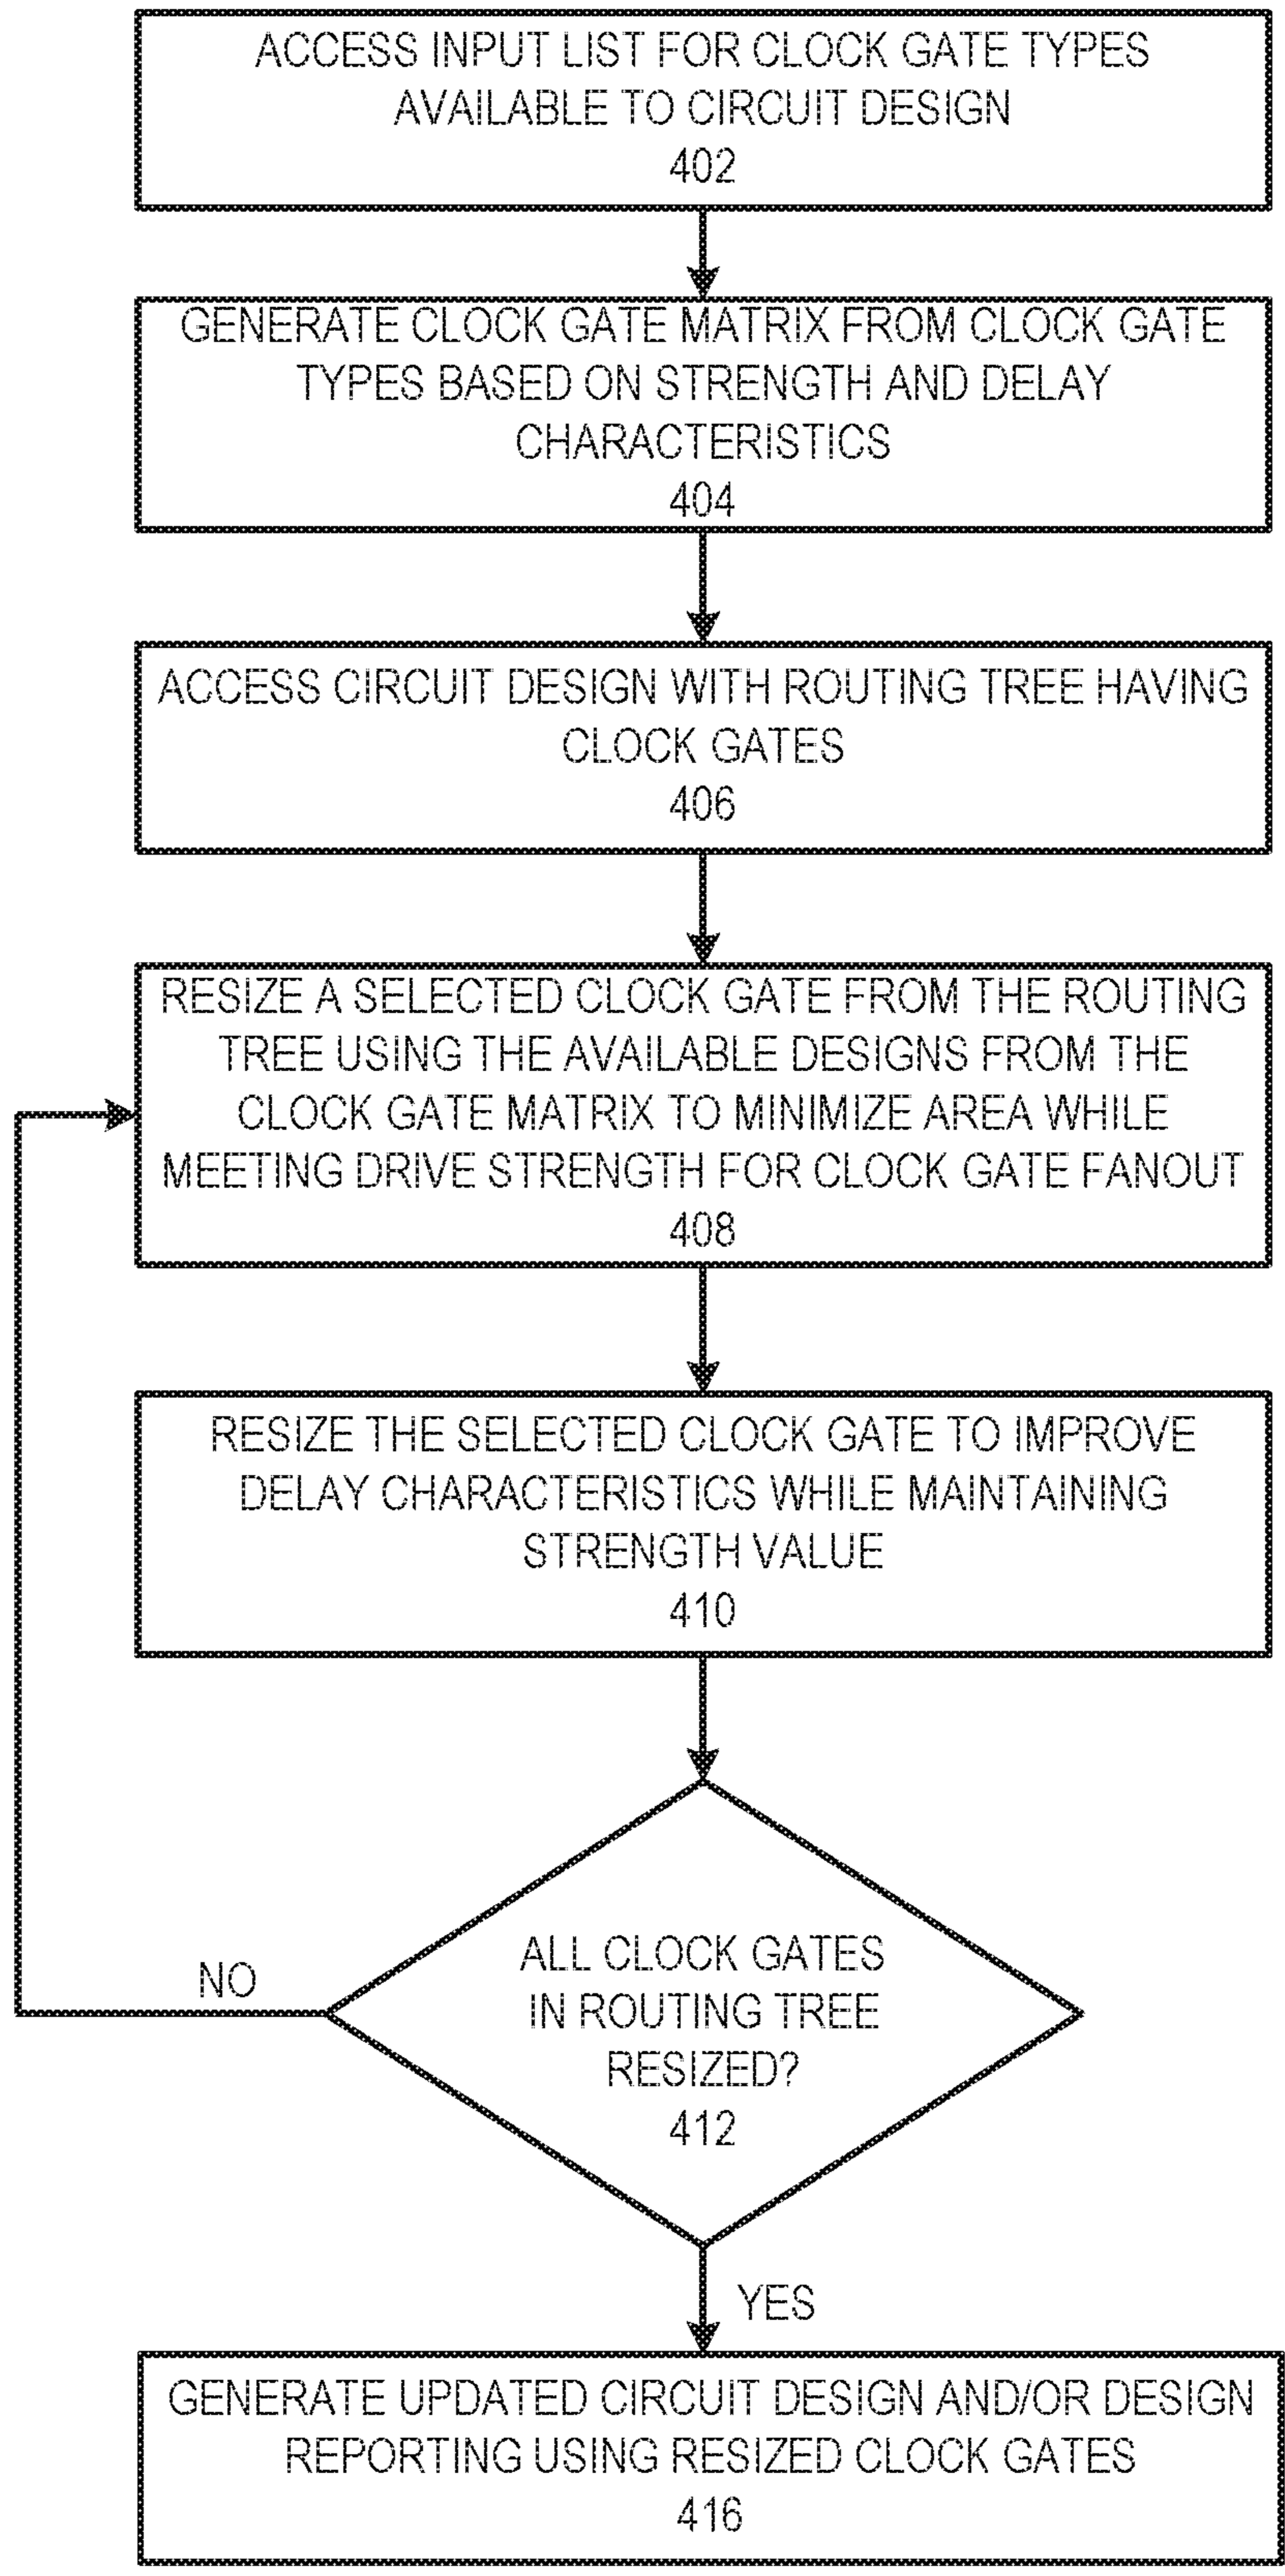 ACCESS INPUT LIST FOR CLOCK GATE TYPES
AVAILABLE TO CIRCUIT DESIGN
402
GENERATE CLOCK GATE MATRIX FROM CLOCK GATE
TYPES BASED ON STRENGTH AND DELAY
CHARACTERISTICS
404
ACCESS CIRCUIT DESIGN WITH ROUTING TREE HAVING
CLOCK GATES
406
RESIZE A SELECTED CLOCK GATE FROM THE ROUTING
TREE USING THE AVAILABLE DESIGNS FROM THE
CLOCK GATE MATRIX TO MINIMIZE AREA WHILE
MEETING DRIVE STRENGTH FOR CLOCK GATE FANOUT
408
RESIZE THE SELECTED CLOCK GATE TO IMPROVE
DELAY CHARACTERISTICS WHILE MAINTAINING
STRENGTH VALUE
410
ALL CLOCK GATES
IN ROUTING TREE
RESIZED?
412
NO
YES
GENERATE UPDATED CIRCUIT DESIGN AND/OR DESIGN
REPORTING USING RESIZED CLOCK GATES
416